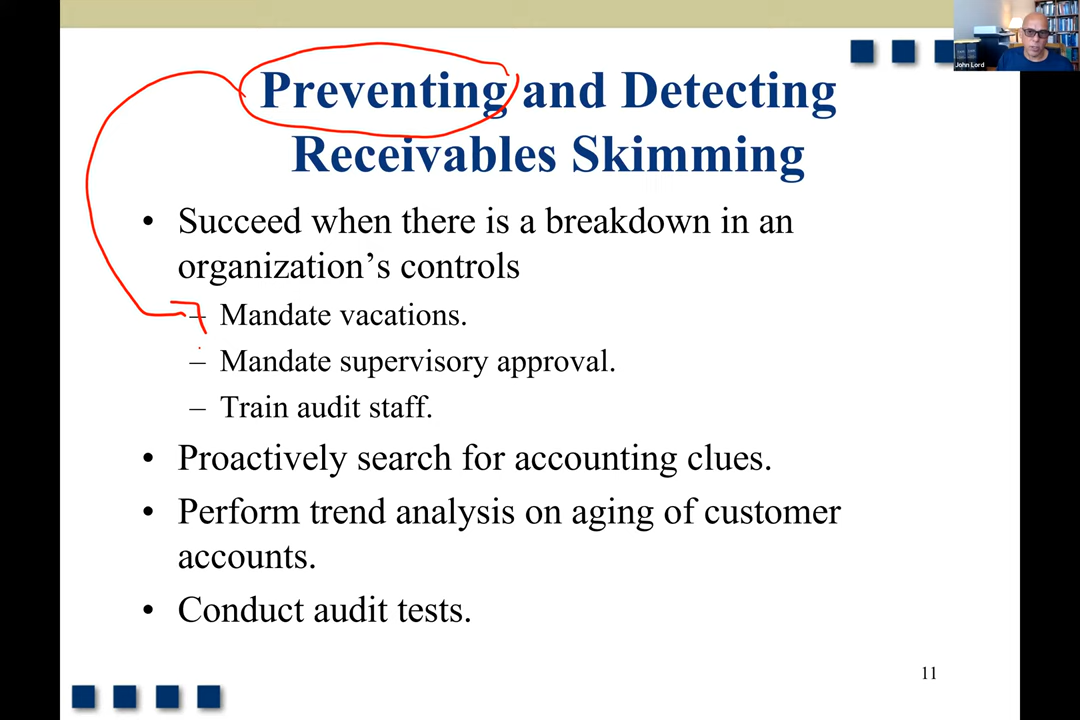 John Lord
Preventing and Detecting
Receivables Skimming
• Succeed when there is a breakdown in an
organization’s controls
– Mandate vacations.
– Mandate supervisory approval.
– Train audit staff.
• Proactively search for accounting clues.
• Perform trend analysis on aging of customer
accounts.
• Conduct audit tests.
11